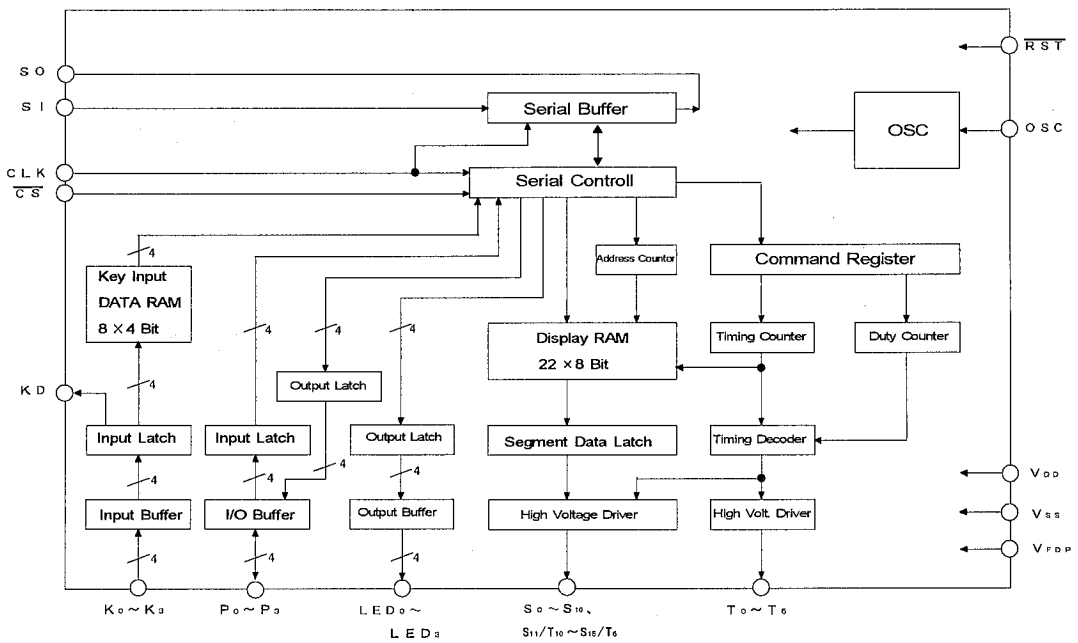 RST
SO
SI
Serial Buffer
OSC
OSC
CLK
CS
Serial Controll
4
Key Input
DATA RAM
8 × 4 Bit
Address Counter
Command Register
4
4
4
Display RAM
22 × 8 Bit
Timing Counter
Duty Counter
4
KD
Output Latch
Input Latch
Input Latch
Output Latch
Segment Data Latch
Timing Decoder
4
4
4
4
VDD
Input Buffer
I/O Buffer
Output Buffer
High Voltage Driver
High Volt. Driver
VSS
4
4
4
VFDP
K0～K3
P0～P3
LED0～
LED3
S0～S10、
S11/T10～S15/T6
T0～T6